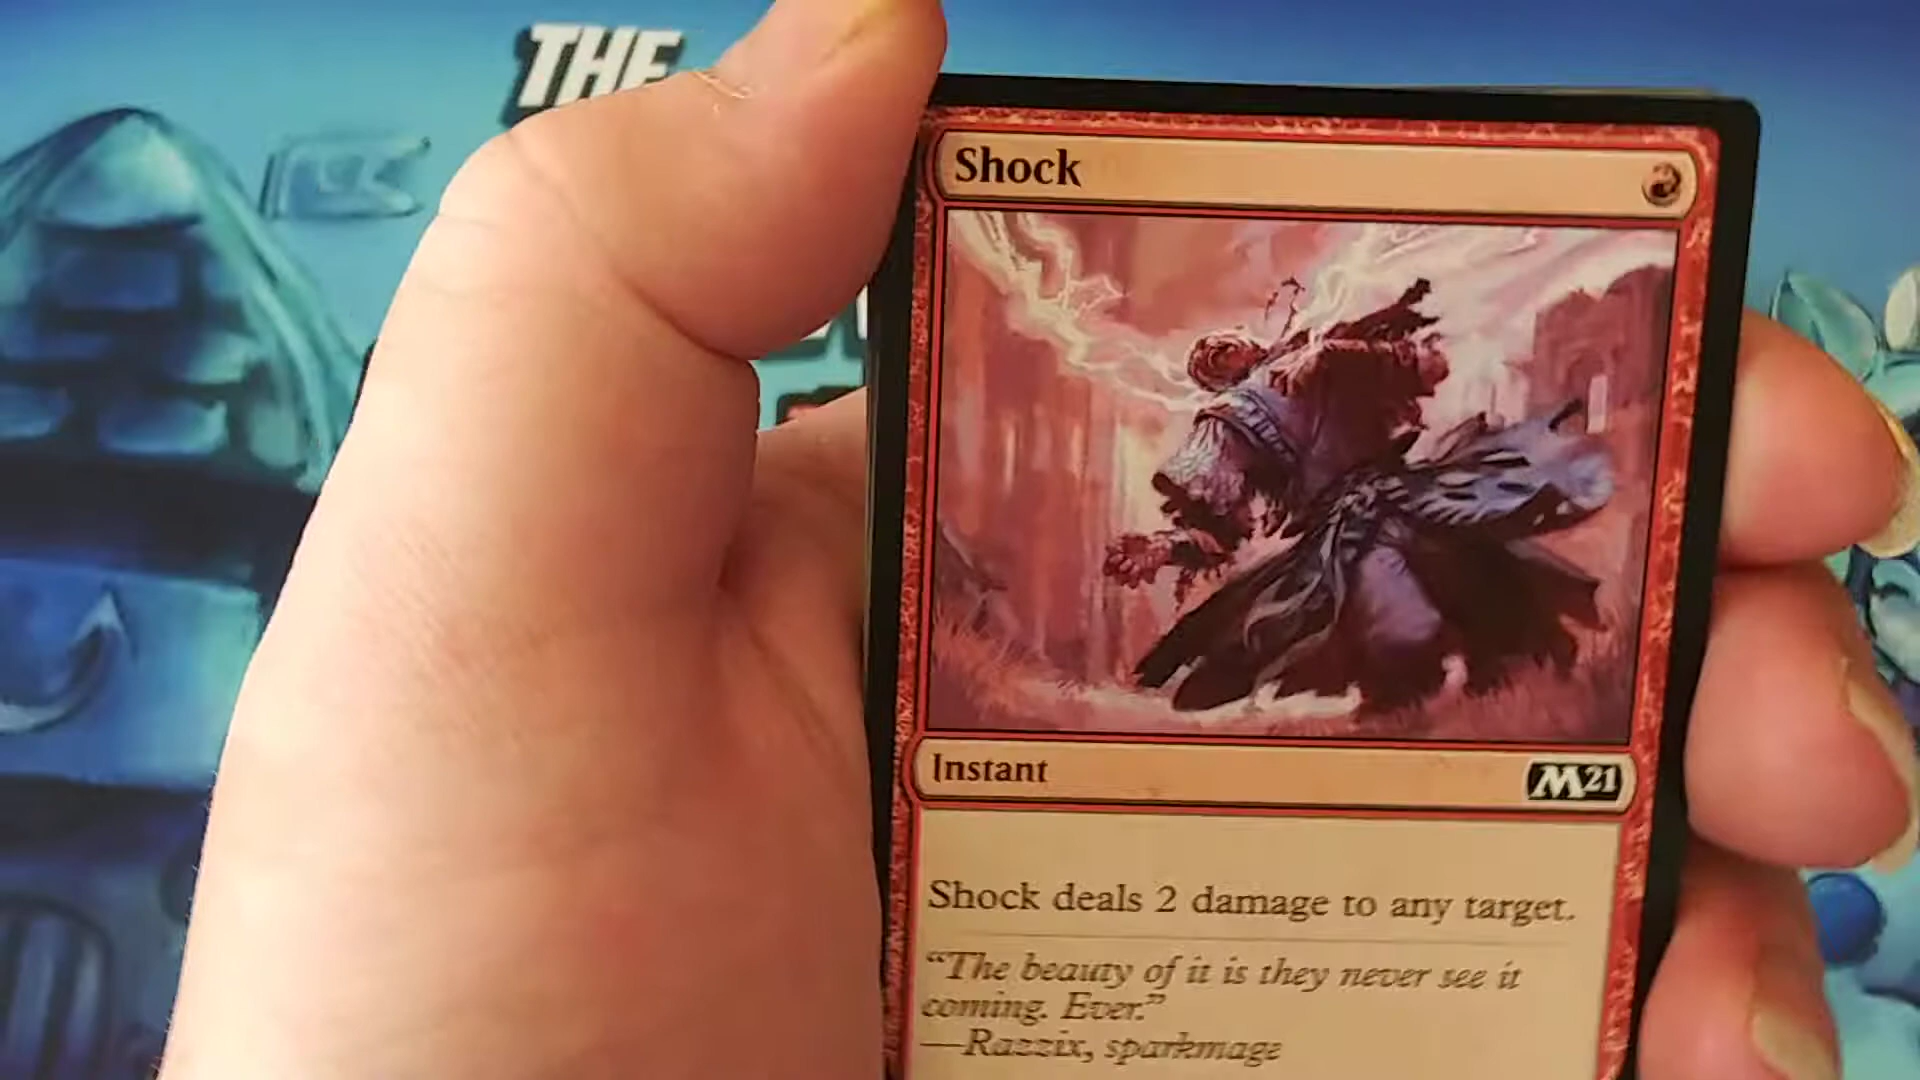 THE
Shock
Instant
M21
Shock deals 2 damage to any target.
"The beauty of it is they never see it
coming. Ever."
—Razzix, sparkmage